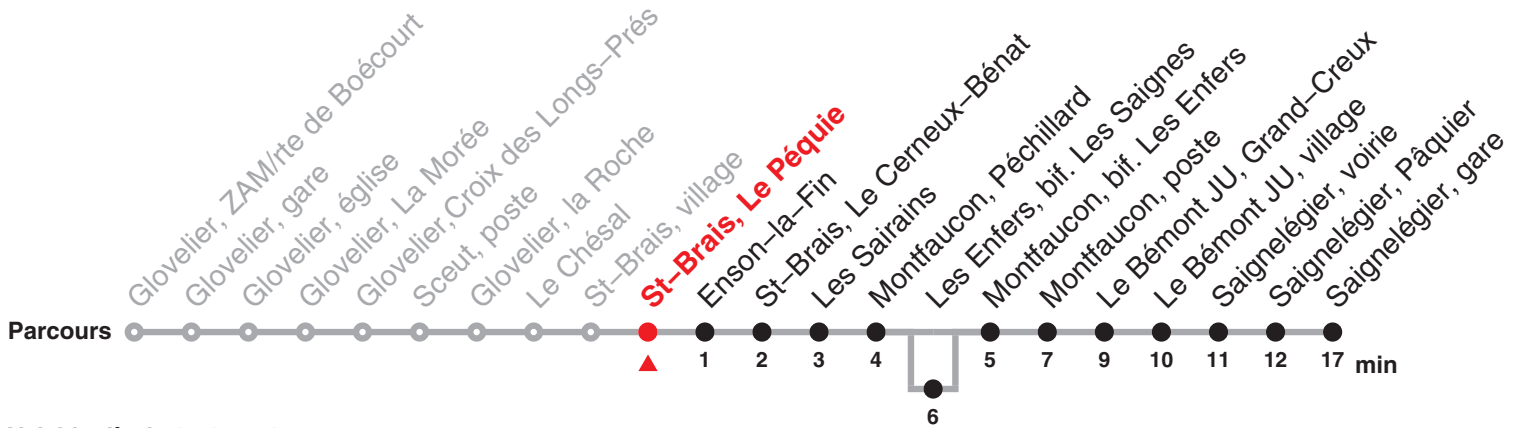 Glovelier, ZAM/rte de Boécourt
Glovelier, gare
Glovelier, église
Glovelier, La Morée
Glovelier, Croix des Longs–Prés
Sceut, poste
Glovelier, la Roche
Le Chésal
St–Brais, village
St–Brais, Le Péquie
Enson–la–Fin
St–Brais, Le Cerneux–Bénat
Les Sairains
Montfaucon, Péchillard
Les Enfers, bif. Les Saignes
Montfaucon, bif. Les Enfers
Montfaucon, poste
Le Bémont JU, Grand–Creux
Le Bémont JU, village
Saignelégier, voirie
Saignelégier, Pâquier
Saignelégier, gare
Parcours
1 2 3 4 5 7 9 10 11 12 17 min
6